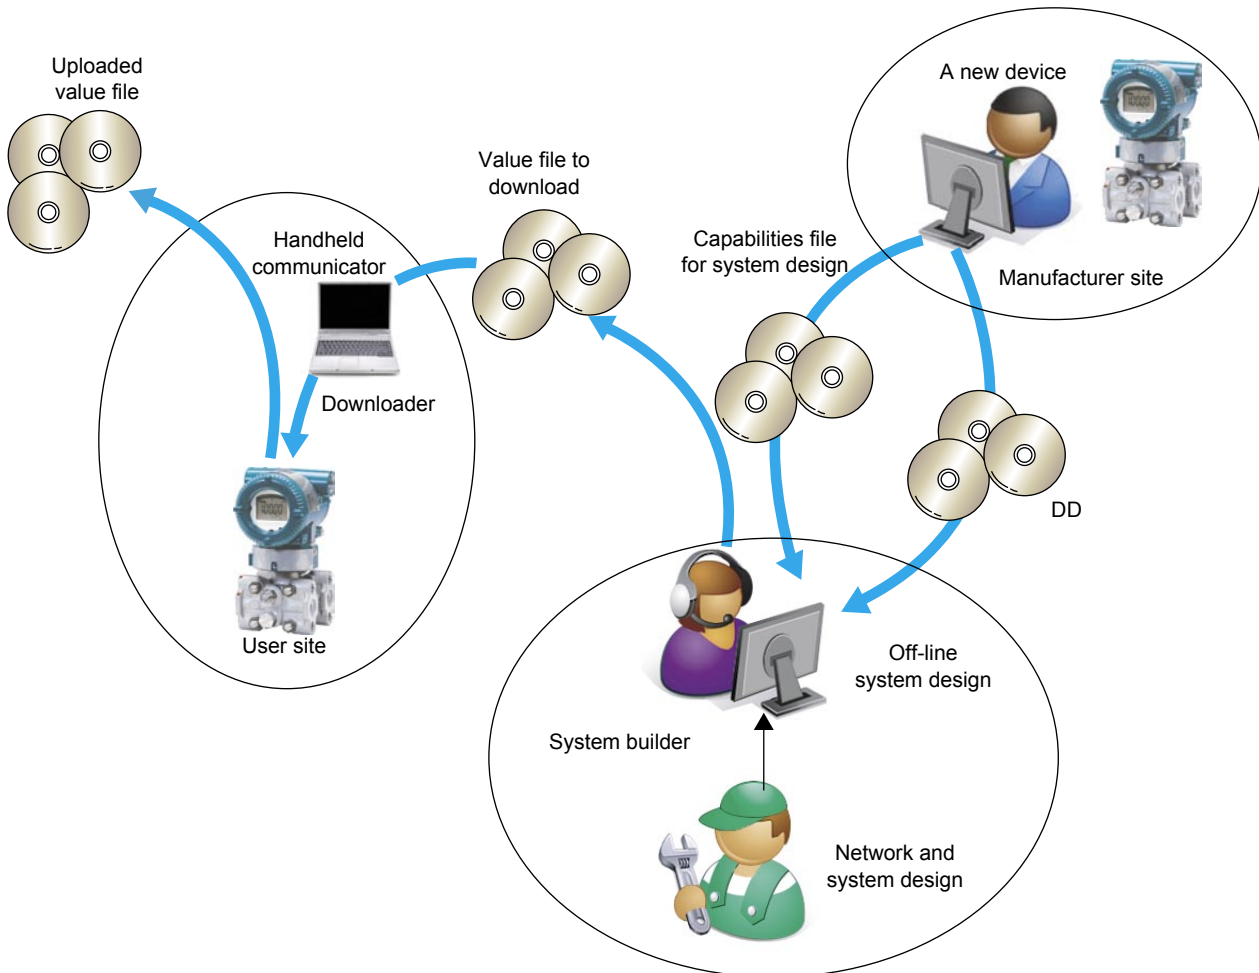 Uploaded
value file
A new device
Value file to
download
Handheld
communicator
Capabilities file
for system design
Manufacturer site
Downloader
DD
User site
Off-line
system design
System builder
Network and
system design